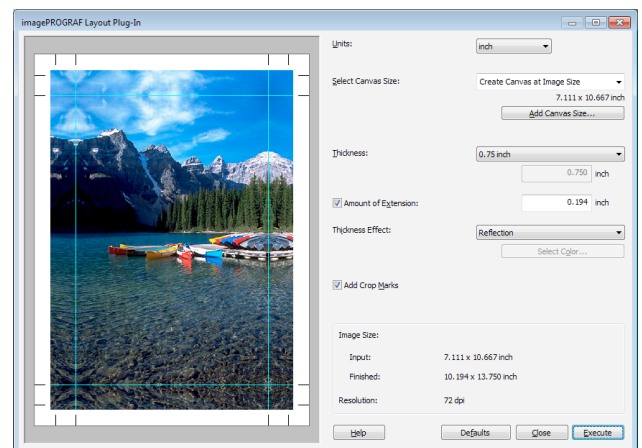 imagePROGRAF Layout Plug-In
Units: inch
Select Canvas Size: Create Canvas at Image Size
7.111 x 10.667 inch
Add Canvas Size...
Thickness: 0.75 inch
0.750 inch
Amount of Extension: 0.194 inch
Thickness Effect: Reflection
Select Color...
Add Crop Marks
Image Size:
Input: 7.111 x 10.667 inch
Finished: 10.194 x 13.750 inch
Resolution: 72 dpi
Help Defaults Close Execute